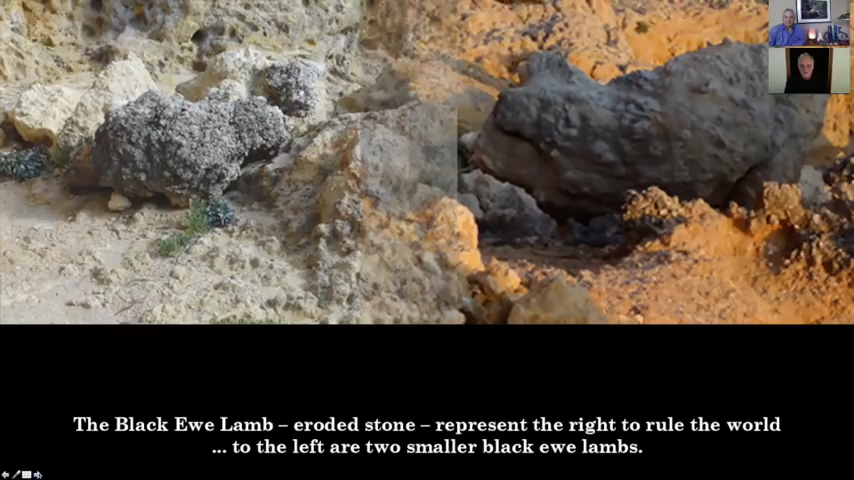 The Black Ewe Lamb – eroded stone – represent the right to rule the world
... to the left are two smaller black ewe lambs.